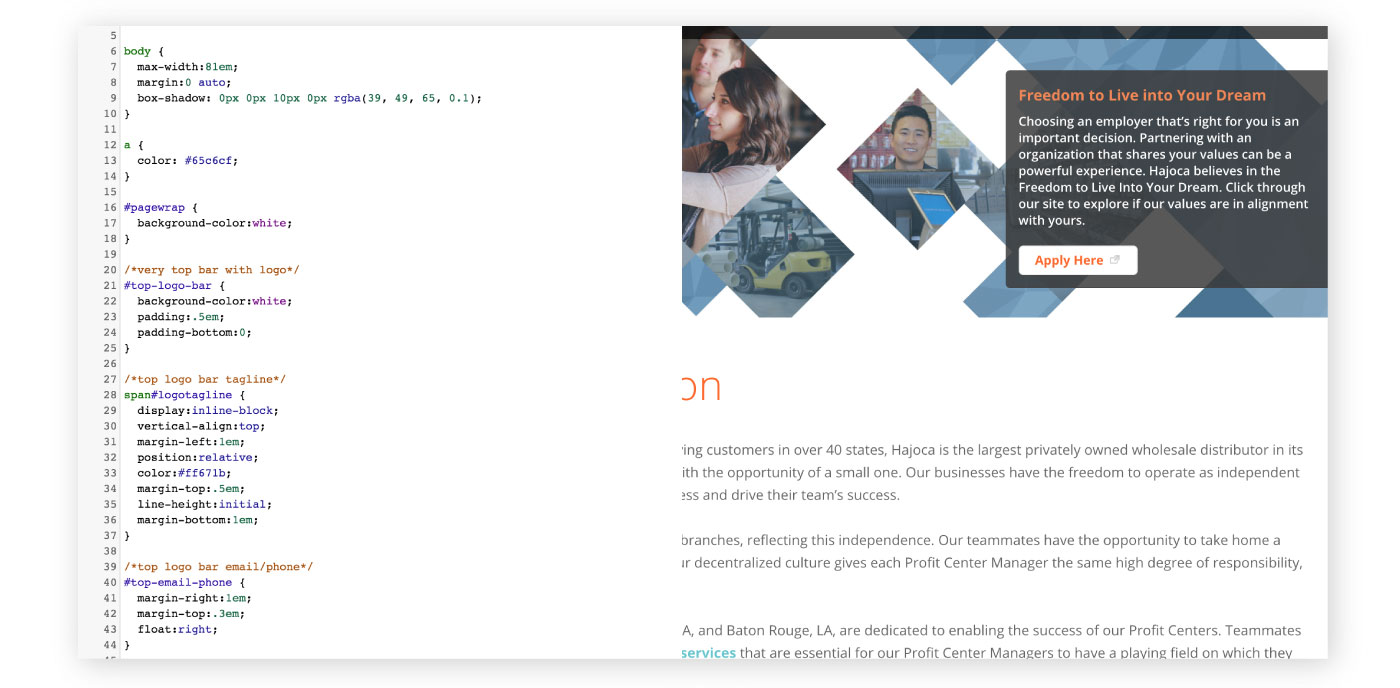 5
6 body {
7 max-width:81em;
8 margin:0 auto;
9 box-shadow: 0px 0px 10px 0px rgba(39, 49, 65, 0.1);
10 }
11
12 a {
13 color: #65c6cf;
14 }
15
16 #pagewrap {
17 background-color:white;
18 }
19
20 /*very top bar with logo*/
21 #top-logo-bar {
22 background-color:white;
23 padding:.5em;
24 padding-bottom:0;
25 }
26
27 /*top logo bar tagline*/
28 span#logotagline {
29 display:inline-block;
30 vertical-align:top;
31 margin-left:1em;
32 position:relative;
33 color:#ff671b;
34 margin-top:.5em;
35 line-height:initial;
36 margin-bottom:1em;
37 }
38
39 /*top logo bar email/phone*/
40 #top-email-phone {
41 margin-right:1em;
42 margin-top:.3em;
43 float:right;
44 }
Freedom to Live into Your Dream
Choosing an employer that’s right for you is an
important decision. Partnering with an
organization that shares your values can be a
powerful experience. Hajoca believes in the
Freedom to Live Into Your Dream. Click through
our site to explore if our values are in alignment
with yours.
Apply Here
on
ving customers in over 40 states, Hajoca is the largest privately owned wholesale distributor in its
ith the opportunity of a small one. Our businesses have the freedom to operate as independent
ess and drive their team’s success.
branches, reflecting this independence. Our teammates have the opportunity to take home a
ur decentralized culture gives each Profit Center Manager the same high degree of responsibility,
A, and Baton Rouge, LA, are dedicated to enabling the success of our Profit Centers. Teammates
services that are essential for our Profit Center Managers to have a playing field on which they